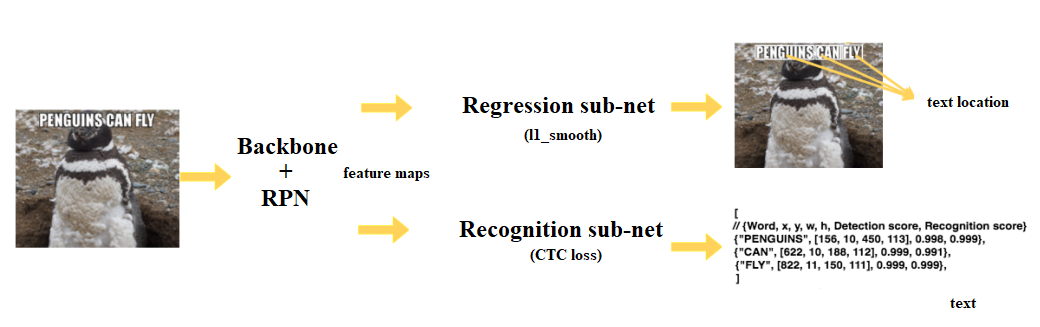 PENGUINS CAN FLY
Backbone
+
RPN
feature maps
Regression sub-net
(l1_smooth)
PENGUINS CAN FLY
text location
Recognition sub-net
(CTC loss)
[
// {Word, x, y, w, h, Detection score, Recognition score}
{"PENGUINS", [156, 10, 450, 113], 0.998, 0.999},
{"CAN", [622, 10, 188, 112], 0.999, 0.991},
{"FLY", [822, 11, 150, 111], 0.999, 0.999},
]
text